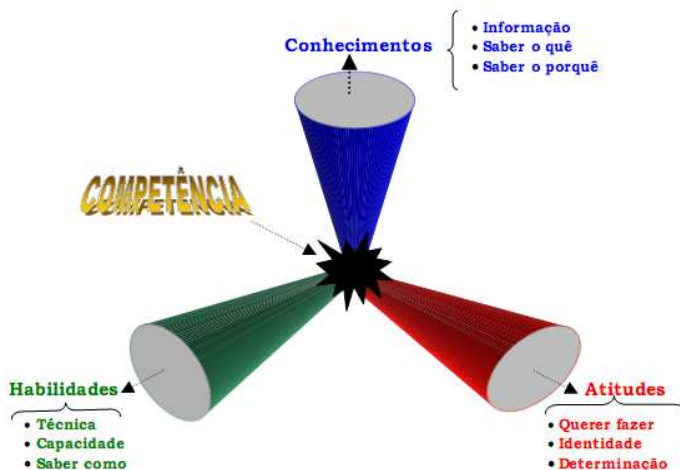 Conhecimentos
• Informação
• Saber o quê
• Saber o porquê
COMPETÊNCIA
Habilidades
• Técnica
• Capacidade
• Saber como
Atitudes
• Querer fazer
• Identidade
• Determinação